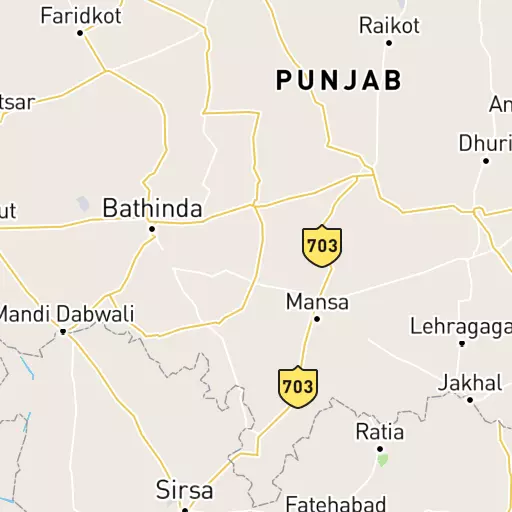 Faridkot
Raikot
PUNJAB
tsar
An
Dhuri
ut
Bathinda
703
Mansa
Mandi Dabwali
Lehragaga
703
Jakhal
Ratia
Sirsa
Fatehabad